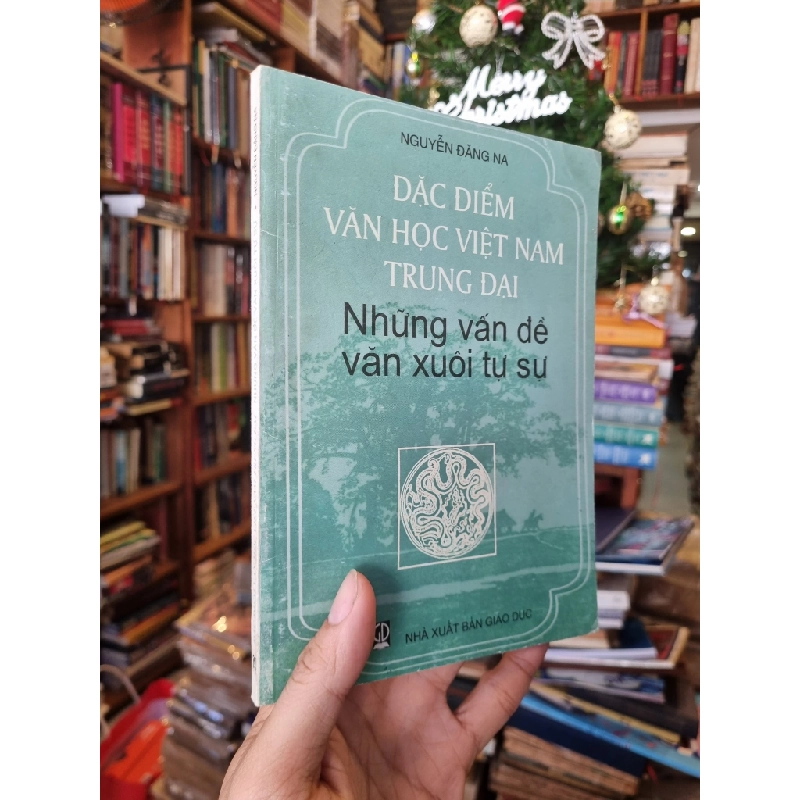 Merry
Christmas
NGUYỄN ĐĂNG NA
ĐẶC ĐIỂM
VĂN HỌC VIỆT NAM
TRUNG ĐẠI
Những vấn đề
văn xuôi tự sự
GD
NHÀ XUẤT BẢN GIÁO DỤC